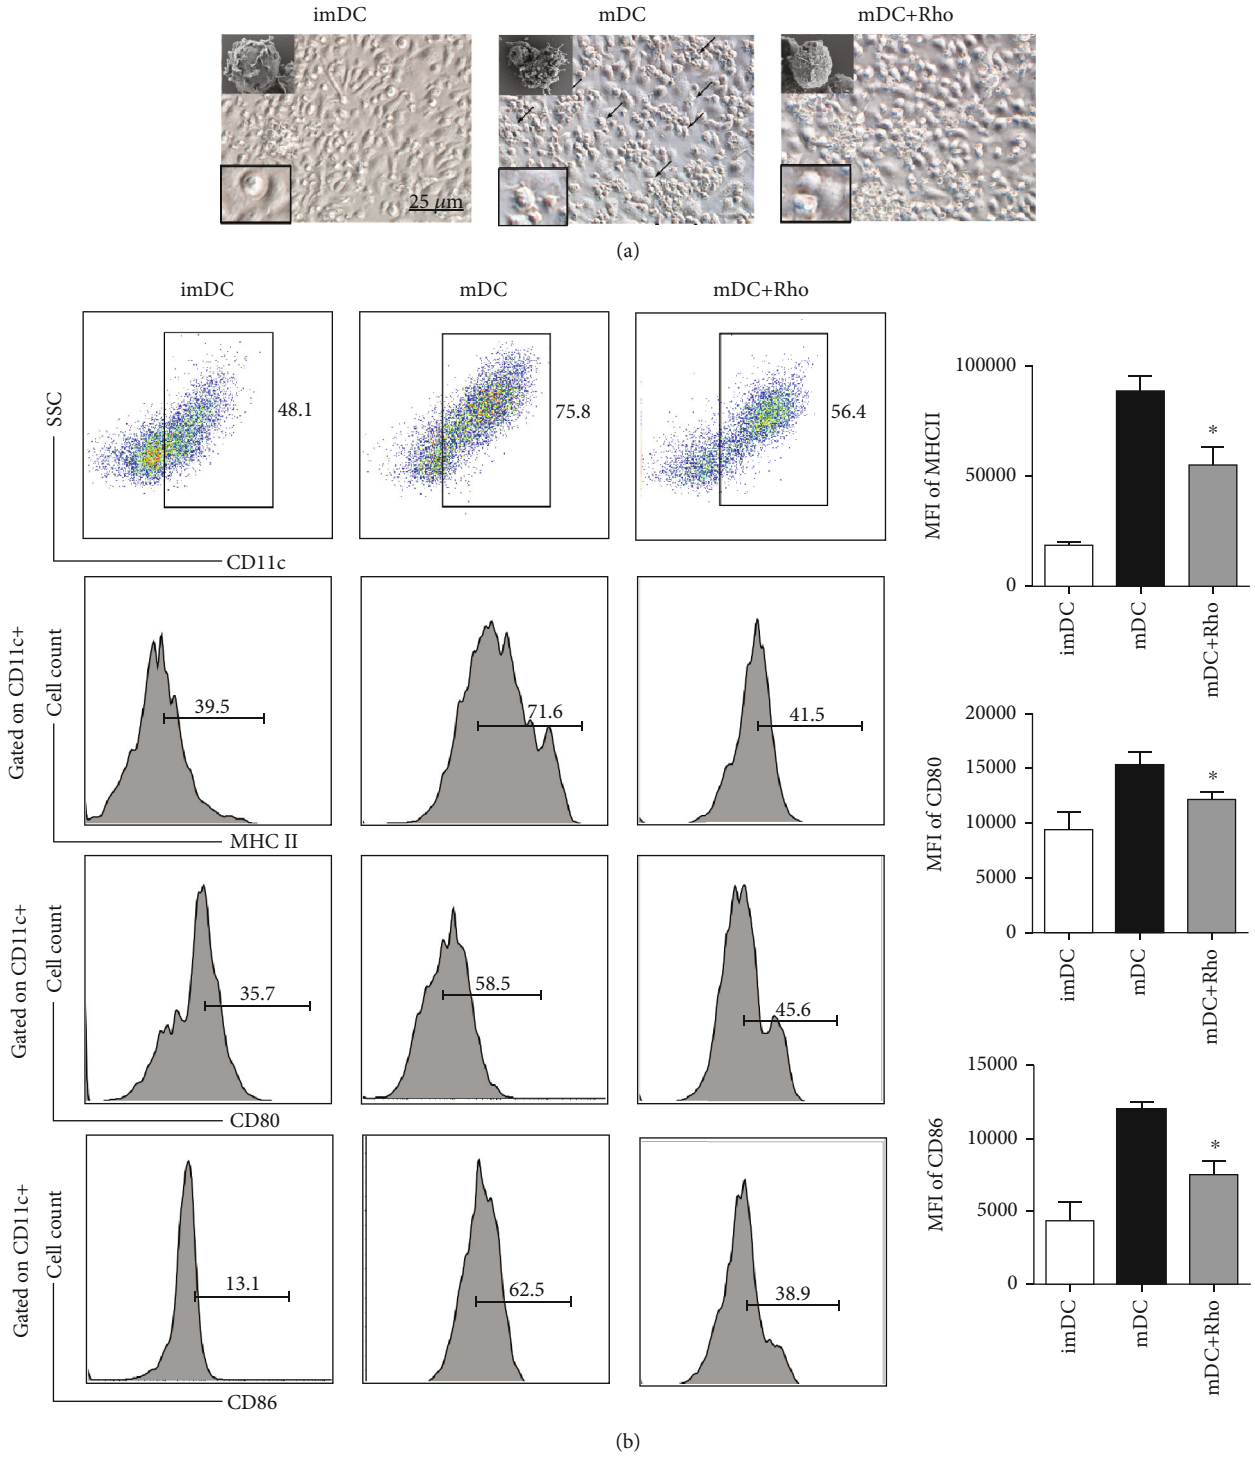 imDC mDC mDC+Rho
25 μm
(a)
imDC mDC mDC+Rho
SSC
48.1 75.8 56.4
CD11c
Gated on CD11c+
Cell count
39.5 71.6 41.5
MHC II
Gated on CD11c+
Cell count
35.7 58.5 45.6
CD80
Gated on CD11c+
Cell count
13.1 62.5 38.9
CD86
MFI of MHCII
100000
50000
0
*
imDC mDC mDC+Rho
MFI of CD80
20000
15000
10000
5000
0
*
imDC mDC mDC+Rho
MFI of CD86
15000
10000
5000
0
*
imDC mDC mDC+Rho
(b)